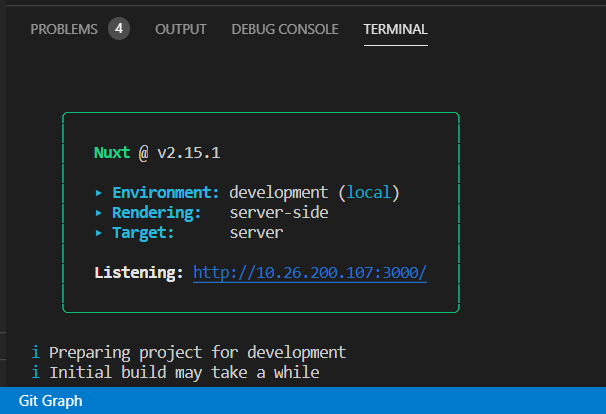 PROBLEMS 4 OUTPUT DEBUG CONSOLE TERMINAL
Nuxt @ v2.15.1
▸ Environment: development (local)
▸ Rendering: server-side
▸ Target: server
Listening: http://10.26.200.107:3000/
i Preparing project for development
i Initial build may take a while
Git Graph